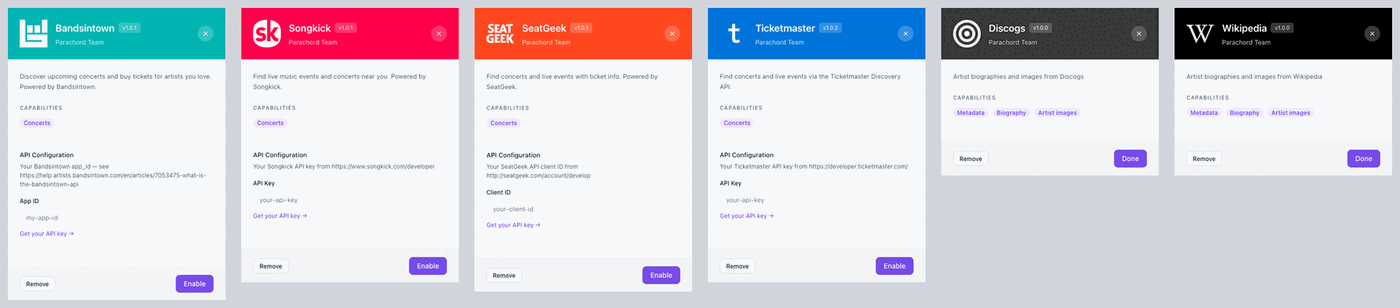 Bandsintown v1.0.1
Parachord Team
Discover upcoming concerts and buy tickets for artists you love.
Powered by Bandsintown.
CAPABILITIES
Concerts
API Configuration
Your Bandsintown app_id — see
https://help.artists.bandsintown.com/en/articles/7053475-what-is-
the-bandsintown-api
App ID
my-app-id
Get your API key →
Remove
Enable
sk
Songkick v1.0.1
Parachord Team
Find live music events and concerts near you. Powered by
Songkick.
CAPABILITIES
Concerts
API Configuration
Your Songkick API key from https://www.songkick.com/developer
API Key
your-api-key
Get your API key →
Remove
Enable
SEAT
GEEK
SeatGeek v1.0.1
Parachord Team
Find concerts and live events with ticket info. Powered by
SeatGeek.
CAPABILITIES
Concerts
API Configuration
Your SeatGeek API client ID from
http://seatgeek.com/account/develop
Client ID
your-client-id
Get your API key →
Remove
Enable
t
Ticketmaster v1.0.2
Parachord Team
Find concerts and live events via the Ticketmaster Discovery
API.
CAPABILITIES
Concerts
API Configuration
Your Ticketmaster API key from https://developer.ticketmaster.com/
API Key
your-api-key
Get your API key →
Remove
Enable
Discogs v1.0.0
Parachord Team
Artist biographies and images from Discogs
CAPABILITIES
Metadata Biography Artist images
Remove
Done
W
Wikipedia v1.0.0
Parachord Team
Artist biographies and images from Wikipedia
CAPABILITIES
Metadata Biography Artist images
Remove
Done